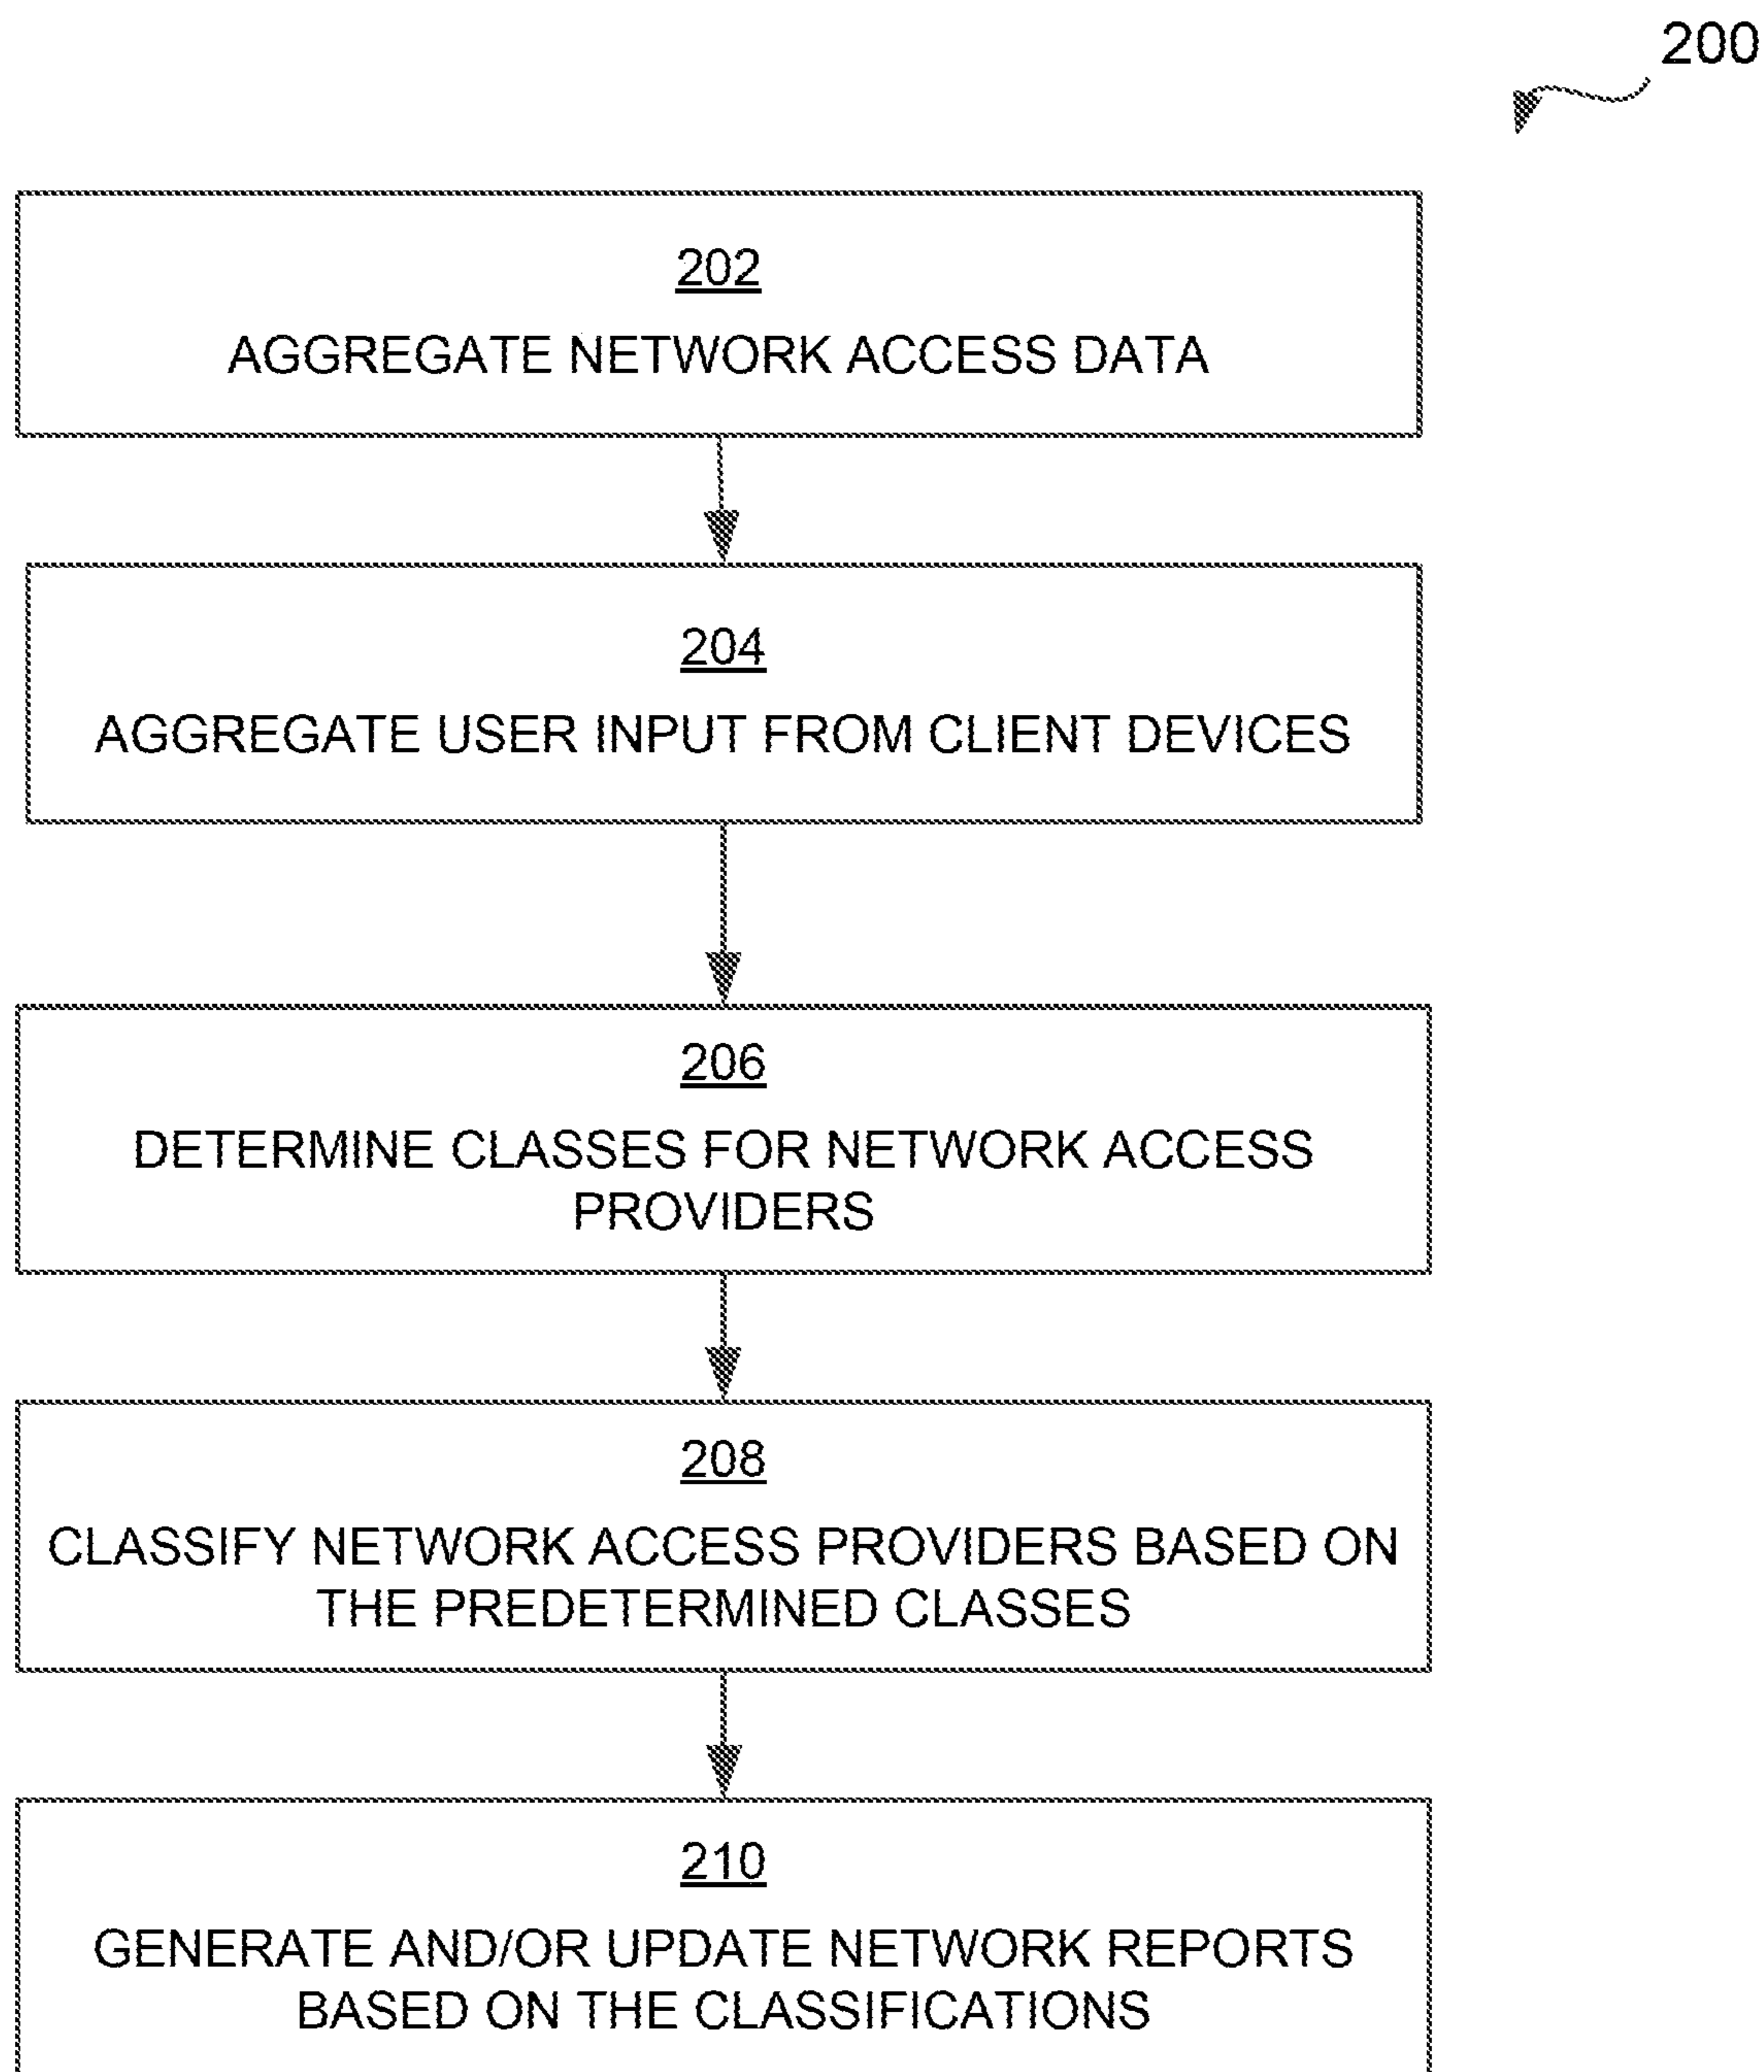 200
202
AGGREGATE NETWORK ACCESS DATA
204
AGGREGATE USER INPUT FROM CLIENT DEVICES
206
DETERMINE CLASSES FOR NETWORK ACCESS
PROVIDERS
208
CLASSIFY NETWORK ACCESS PROVIDERS BASED ON
THE PREDETERMINED CLASSES
210
GENERATE AND/OR UPDATE NETWORK REPORTS
BASED ON THE CLASSIFICATIONS